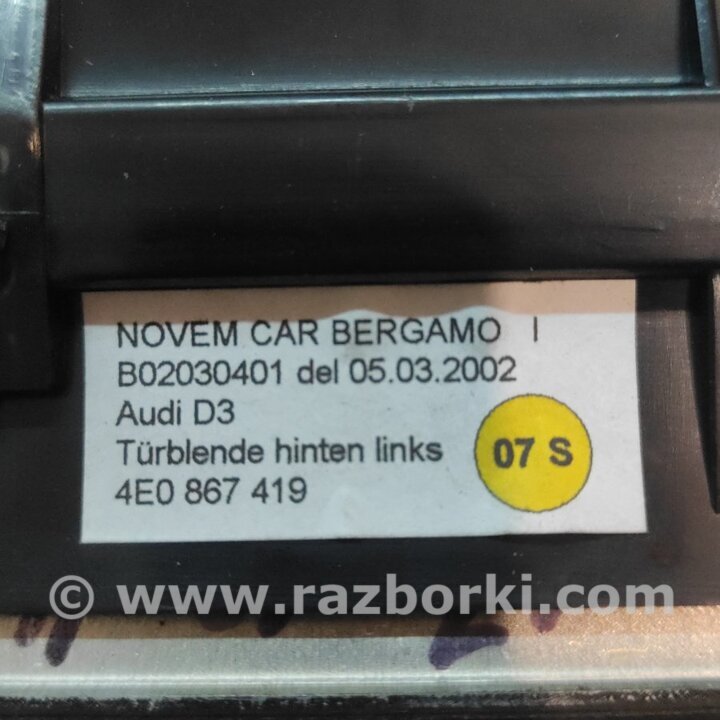 NOVEM CAR BERGAMO I
B02030401 del 05.03.2002
Audi D3
Türblende hinten links
07 S
4E0 867 419
© www.razborki.com